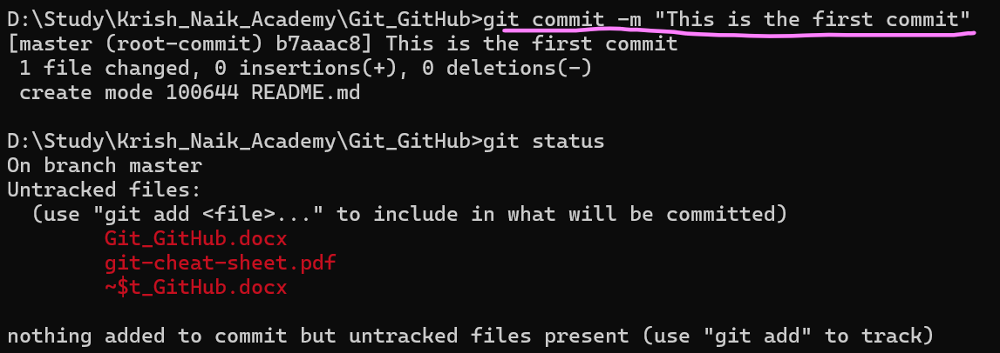 D:\Study\Krish_Naik_Academy\Git_GitHub>git commit -m "This is the first commit"
[master (root-commit) b7aaac8] This is the first commit
 1 file changed, 0 insertions(+), 0 deletions(-)
 create mode 100644 README.md

D:\Study\Krish_Naik_Academy\Git_GitHub>git status
On branch master
Untracked files:
  (use "git add <file>..." to include in what will be committed)
        Git_GitHub.docx
        git-cheat-sheet.pdf
        ~$t_GitHub.docx

nothing added to commit but untracked files present (use "git add" to track)